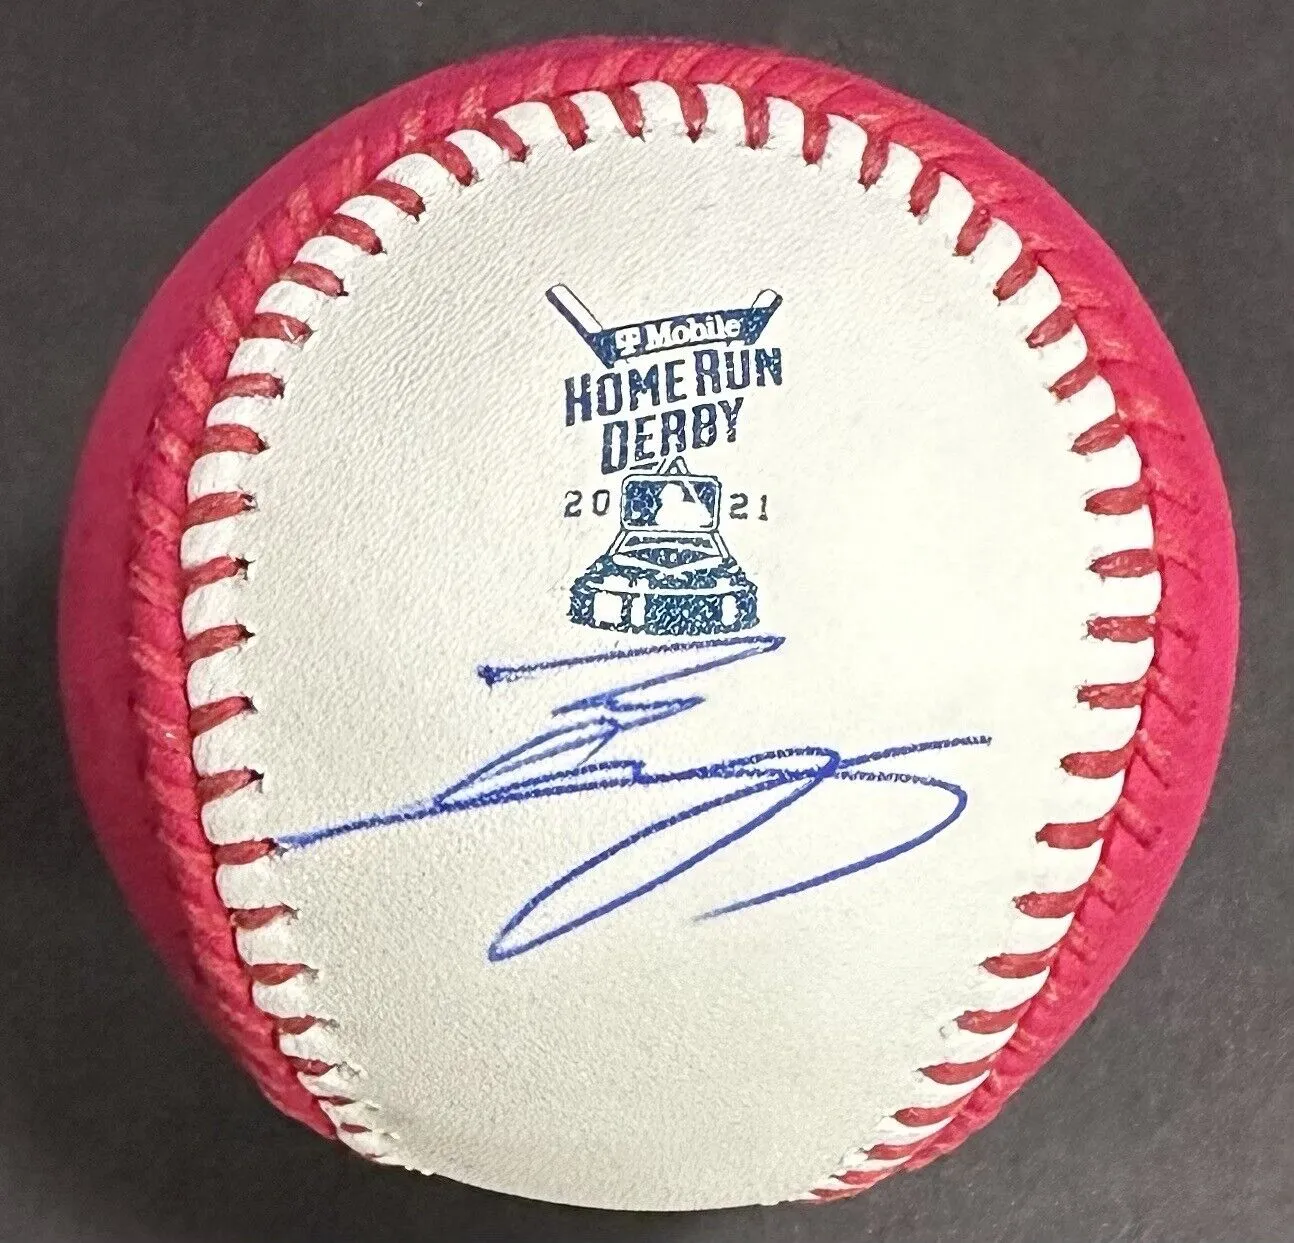 T Mobile
HOME RUN
DERBY
20 21